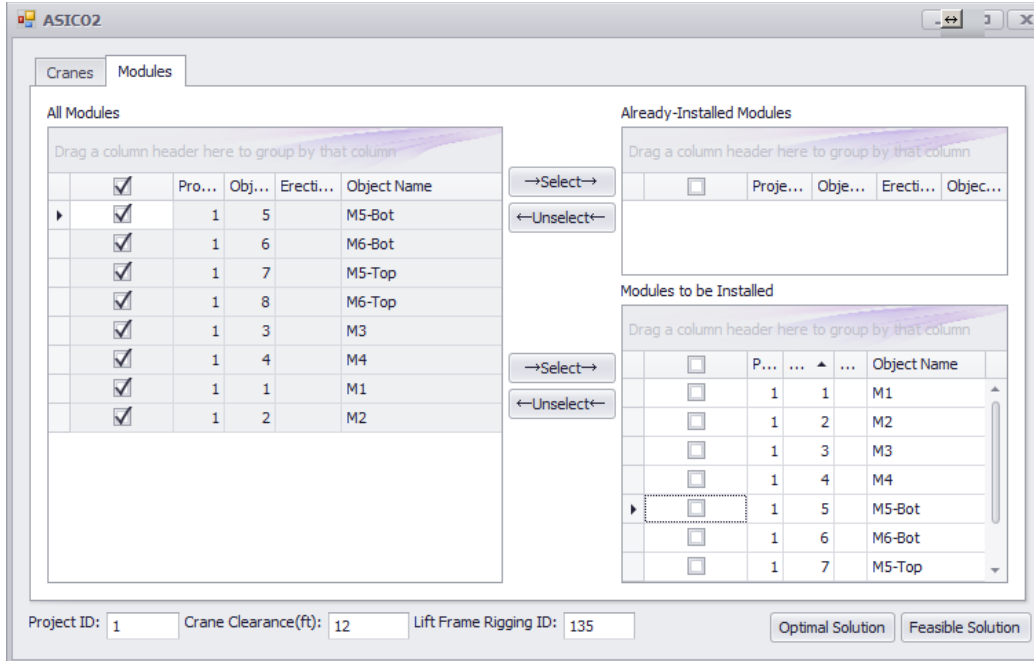 ASICO2
Cranes Modules
All Modules
Drag a column header here to group by that column
Pro... Obj... Erecti... Object Name
1 5 M5-Bot
1 6 M6-Bot
1 7 M5-Top
1 8 M6-Top
1 3 M3
1 4 M4
1 1 M1
1 2 M2
→Select→
←Unselect←
→Select→
←Unselect←
Already-Installed Modules
Drag a column header here to group by that column
Proje... Obje... Erecti... Objec...
Modules to be Installed
Drag a column header here to group by that column
P... ... ... Object Name
1 1 M1
1 2 M2
1 3 M3
1 4 M4
1 5 M5-Bot
1 6 M6-Bot
1 7 M5-Top
Project ID: 1 Crane Clearance(ft): 12 Lift Frame Rigging ID: 135 Optimal Solution Feasible Solution